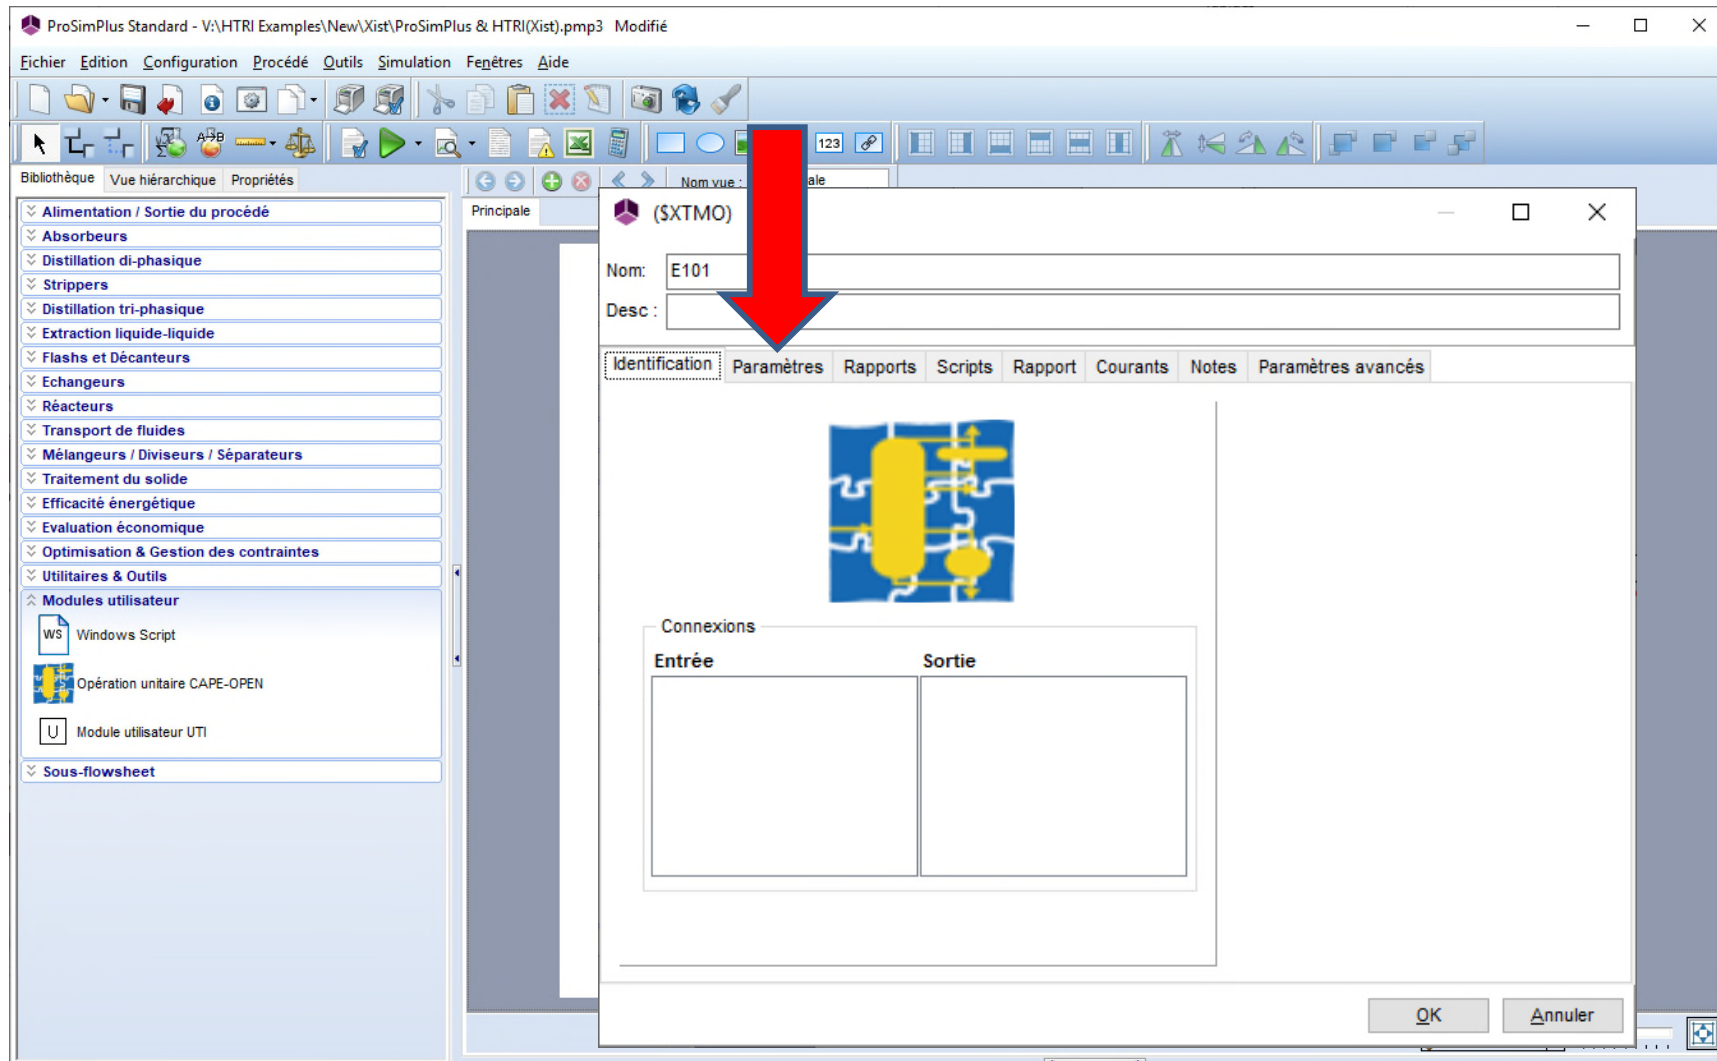 ProSimPlus Standard - V:\HTRI Examples\New\Xist\ProSimPlus & HTRI(Xist).pmp3 Modifié
Fichier Edition Configuration Procédé Outils Simulation Fenêtres Aide
A→B
123
Bibliothèque Vue hiérarchique Propriétés
Nom vue : ale
Principale
Alimentation / Sortie du procédé
Absorbeurs
Distillation di-phasique
Strippers
Distillation tri-phasique
Extraction liquide-liquide
Flashs et Décanteurs
Echangeurs
Réacteurs
Transport de fluides
Mélangeurs / Diviseurs / Séparateurs
Traitement du solide
Efficacité énergétique
Evaluation économique
Optimisation & Gestion des contraintes
Utilitaires & Outils
Modules utilisateur
WS Windows Script
Opération unitaire CAPE-OPEN
U Module utilisateur UTI
Sous-flowsheet
($XTMO)
Nom: E101
Desc :
Identification Paramètres Rapports Scripts Rapport Courants Notes Paramètres avancés
Connexions
Entrée Sortie
OK Annuler